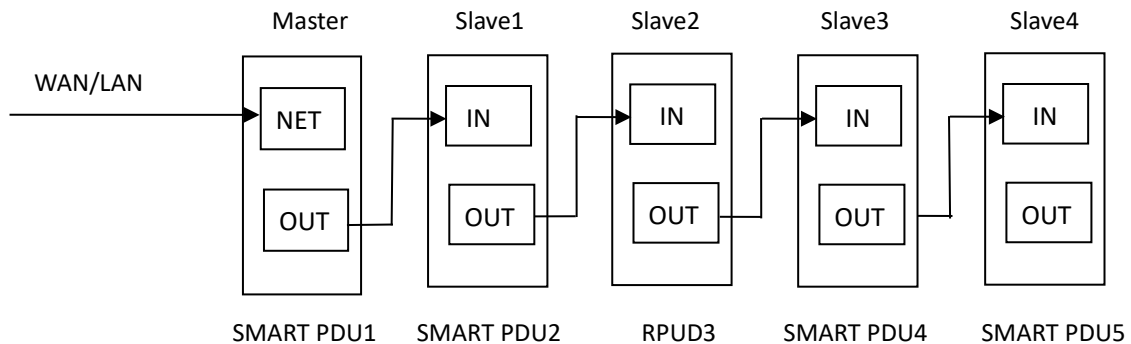 Master Slave1 Slave2 Slave3 Slave4
WAN/LAN
NET IN IN IN IN
OUT OUT OUT OUT OUT
SMART PDU1 SMART PDU2 RPUD3 SMART PDU4 SMART PDU5